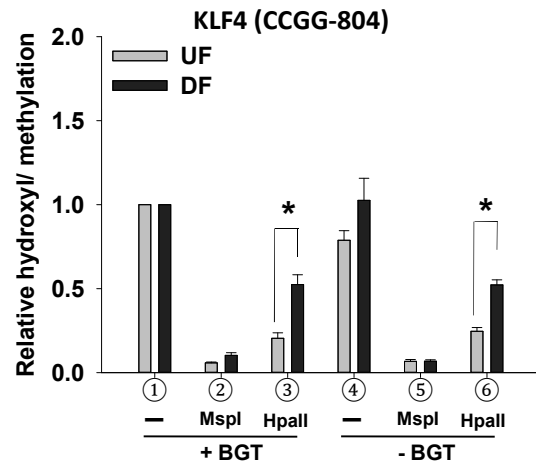 KLF4 (CCGG-804)
Relative hydroxyl/ methylation
2.0
1.5
1.0
0.5
0.0
UF
DF
*
*
① ② ③ ④ ⑤ ⑥
– MspI HpaII – MspI HpaII
+ BGT - BGT